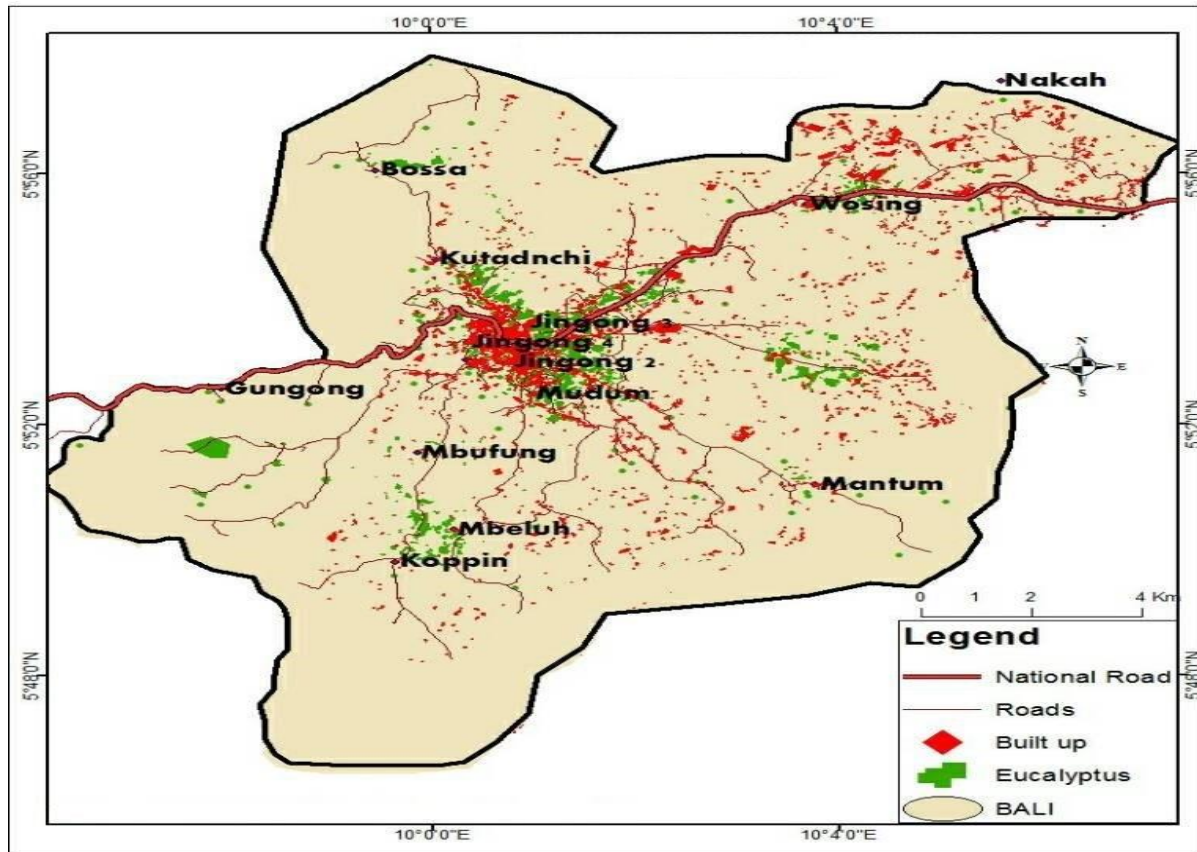 10°0'0"E
10°4'0"E
Nakah
5°56'0"N
5°56'0"N
Bossa
Wosing
Kutadnchi
Jingong 3
Jingong 4
Jingong 2
Gungong
Mudum
N
E
S
5°52'0"N
5°52'0"N
Mbufung
Mantum
Mbeluh
Koppin
0 1 2 4 Km
Legend
National Road
Roads
Built up
Eucalyptus
BALI
5°48'0"N
5°48'0"N
10°0'0"E
10°4'0"E